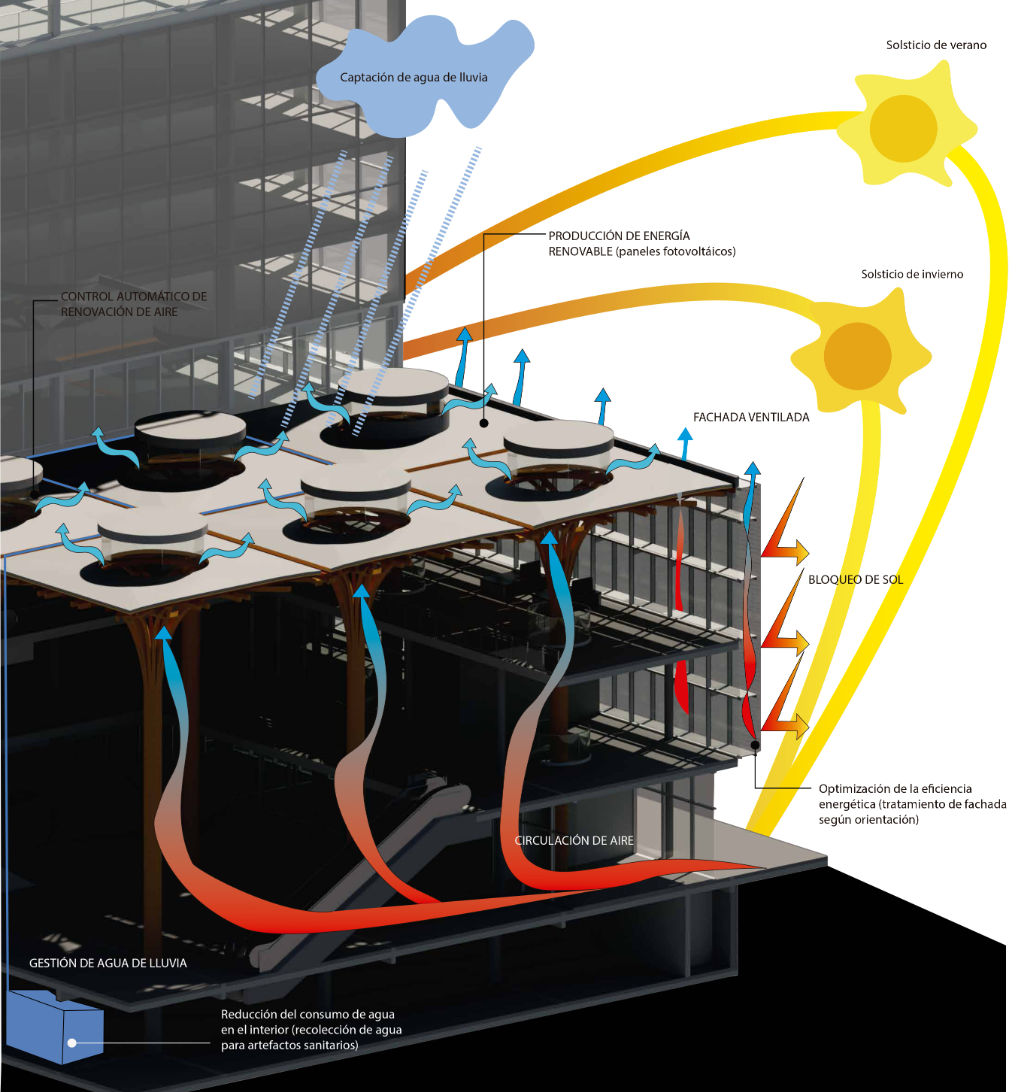 Solsticio de verano
Captación de agua de lluvia
PRODUCCIÓN DE ENERGÍA
RENOVABLE (paneles fotovoltáicos)
Solsticio de invierno
CONTROL AUTOMÁTICO DE
RENOVACIÓN DE AIRE
FACHADA VENTILADA
BLOQUEO DE SOL
Optimización de la eficiencia
energética (tratamiento de fachada
según orientación)
CIRCULACIÓN DE AIRE
GESTIÓN DE AGUA DE LLUVIA
Reducción del consumo de agua
en el interior (recolección de agua
para artefactos sanitarios)